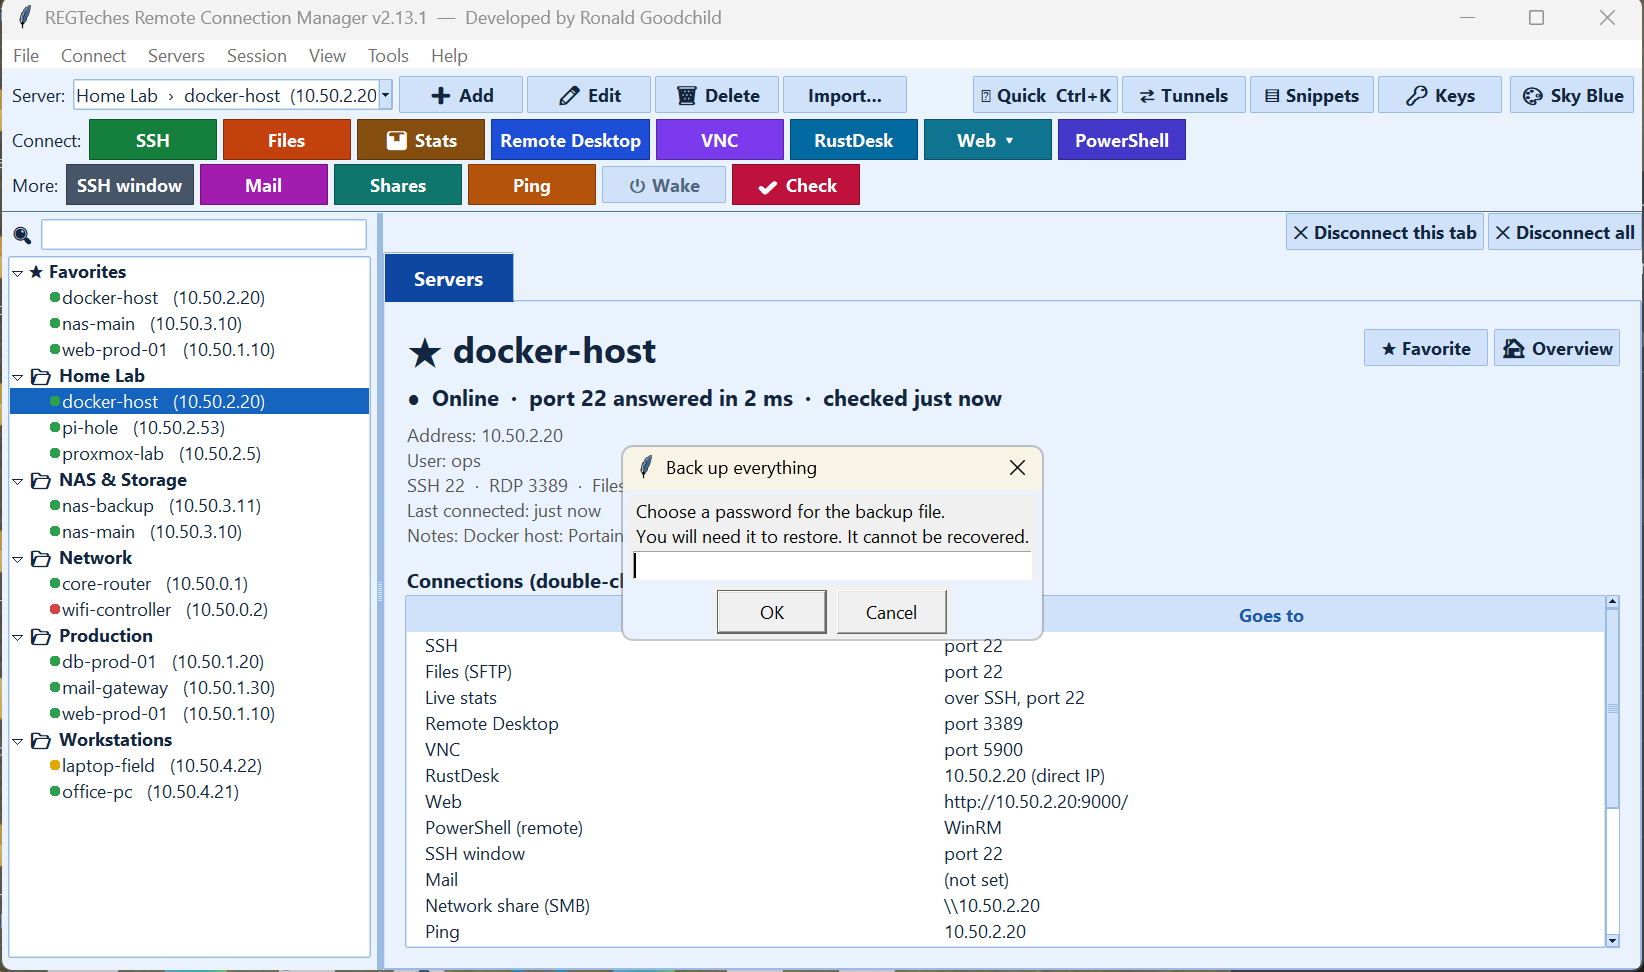 REGTeches Remote Connection Manager v2.13.1 — Developed by Ronald Goodchild
File Connect Servers Session View Tools Help
Server: Home Lab › docker-host (10.50.2.20 Add Edit Delete Import... Quick Ctrl+K Tunnels Snippets Keys Sky Blue
Connect: SSH Files Stats Remote Desktop VNC RustDesk Web PowerShell
More: SSH window Mail Shares Ping Wake Check
Disconnect this tab Disconnect all
Favorites
docker-host (10.50.2.20)
nas-main (10.50.3.10)
web-prod-01 (10.50.1.10)
Home Lab
docker-host (10.50.2.20)
pi-hole (10.50.2.53)
proxmox-lab (10.50.2.5)
NAS & Storage
nas-backup (10.50.3.11)
nas-main (10.50.3.10)
Network
core-router (10.50.0.1)
wifi-controller (10.50.0.2)
Production
db-prod-01 (10.50.1.20)
mail-gateway (10.50.1.30)
web-prod-01 (10.50.1.10)
Workstations
laptop-field (10.50.4.22)
office-pc (10.50.4.21)
Servers
★ docker-host
★ Favorite Overview
● Online · port 22 answered in 2 ms · checked just now
Address: 10.50.2.20
User: ops
SSH 22 · RDP 3389 · Files
Last connected: just now
Notes: Docker host: Portain
Back up everything
Choose a password for the backup file.
You will need it to restore. It cannot be recovered.
OK Cancel
Connections (double-cl
Goes to
SSH port 22
Files (SFTP) port 22
Live stats over SSH, port 22
Remote Desktop port 3389
VNC port 5900
RustDesk 10.50.2.20 (direct IP)
Web http://10.50.2.20:9000/
PowerShell (remote) WinRM
SSH window port 22
Mail (not set)
Network share (SMB) \\10.50.2.20
Ping 10.50.2.20